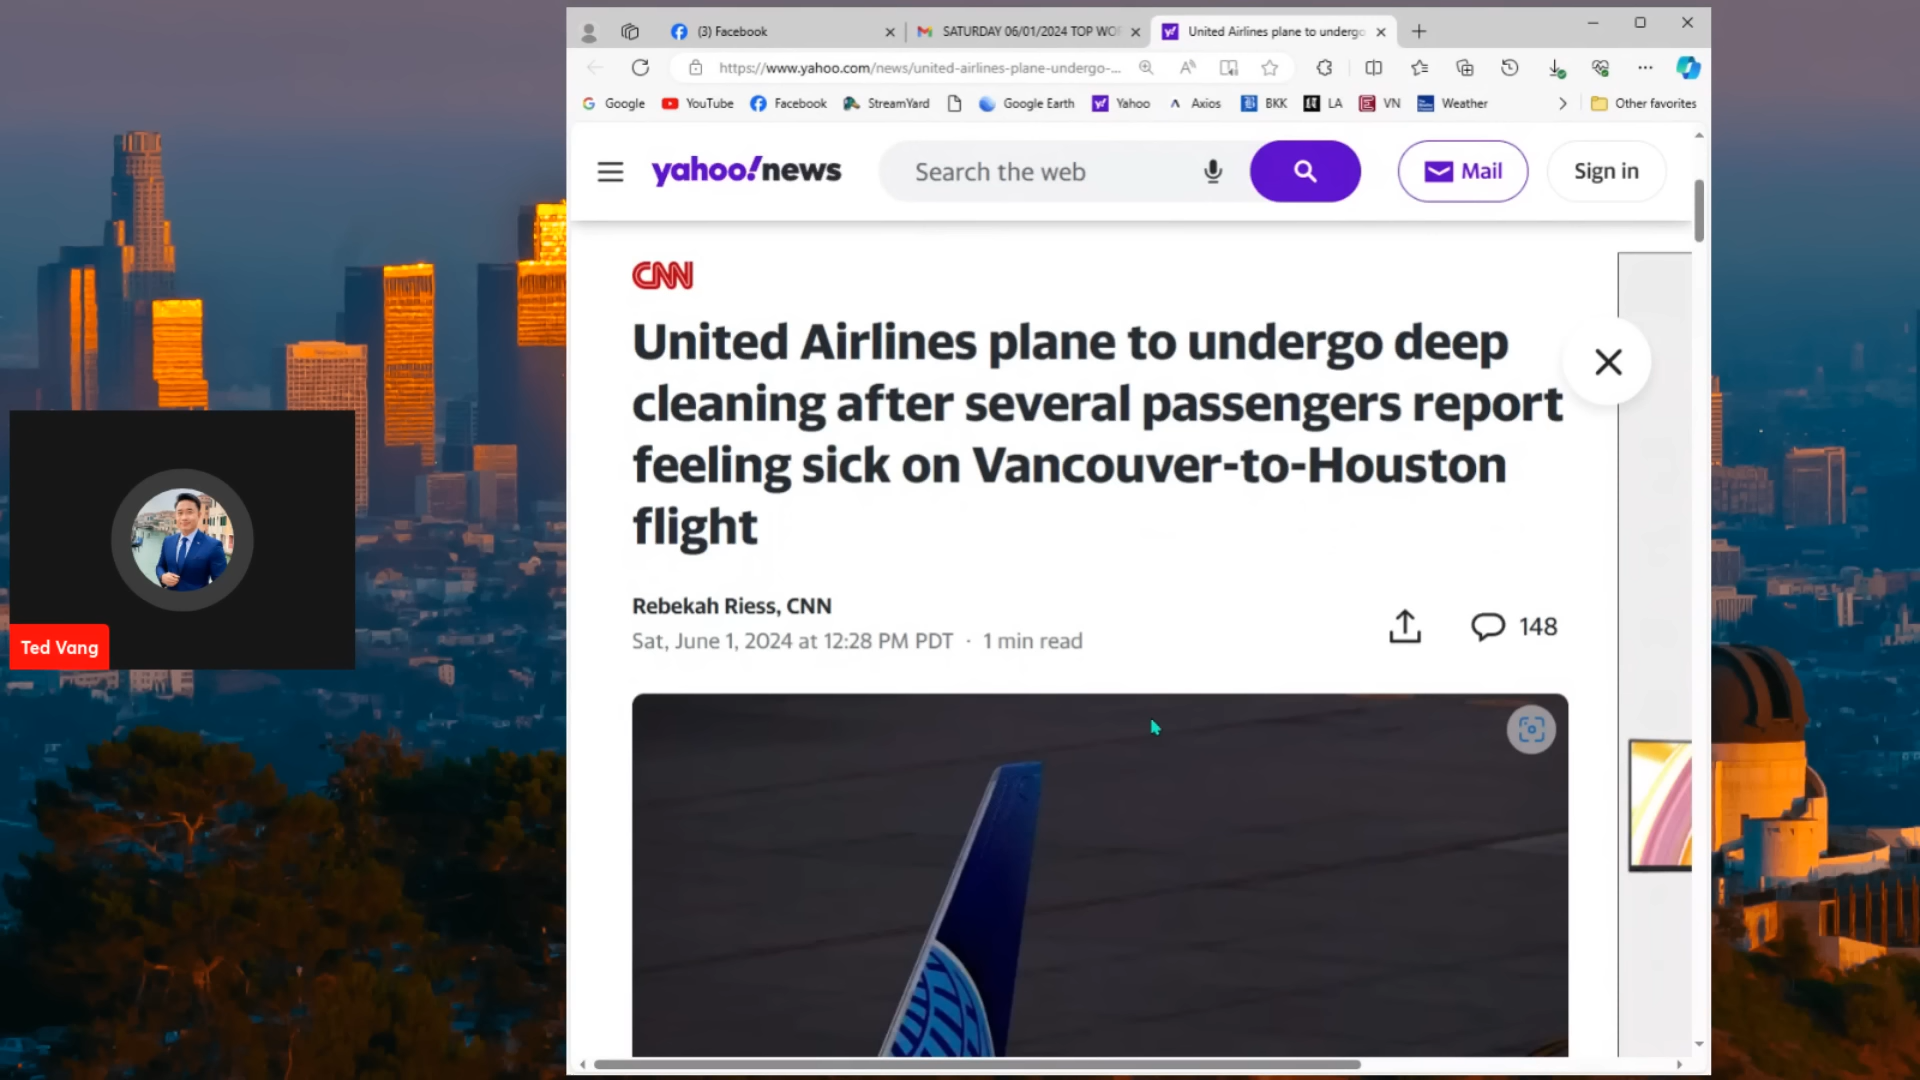 (3) Facebook
SATURDAY 06/01/2024 TOP WO
United Airlines plane to undergo
https://www.yahoo.com/news/united-airlines-plane-undergo-...
Google YouTube Facebook StreamYard Google Earth Yahoo Axios BKK LA VN Weather Other favorites
yahoo!news
Search the web
Mail
Sign in
CNN
United Airlines plane to undergo deep
cleaning after several passengers report
feeling sick on Vancouver-to-Houston
flight
Rebekah Riess, CNN
Sat, June 1, 2024 at 12:28 PM PDT · 1 min read
148
Ted Vang